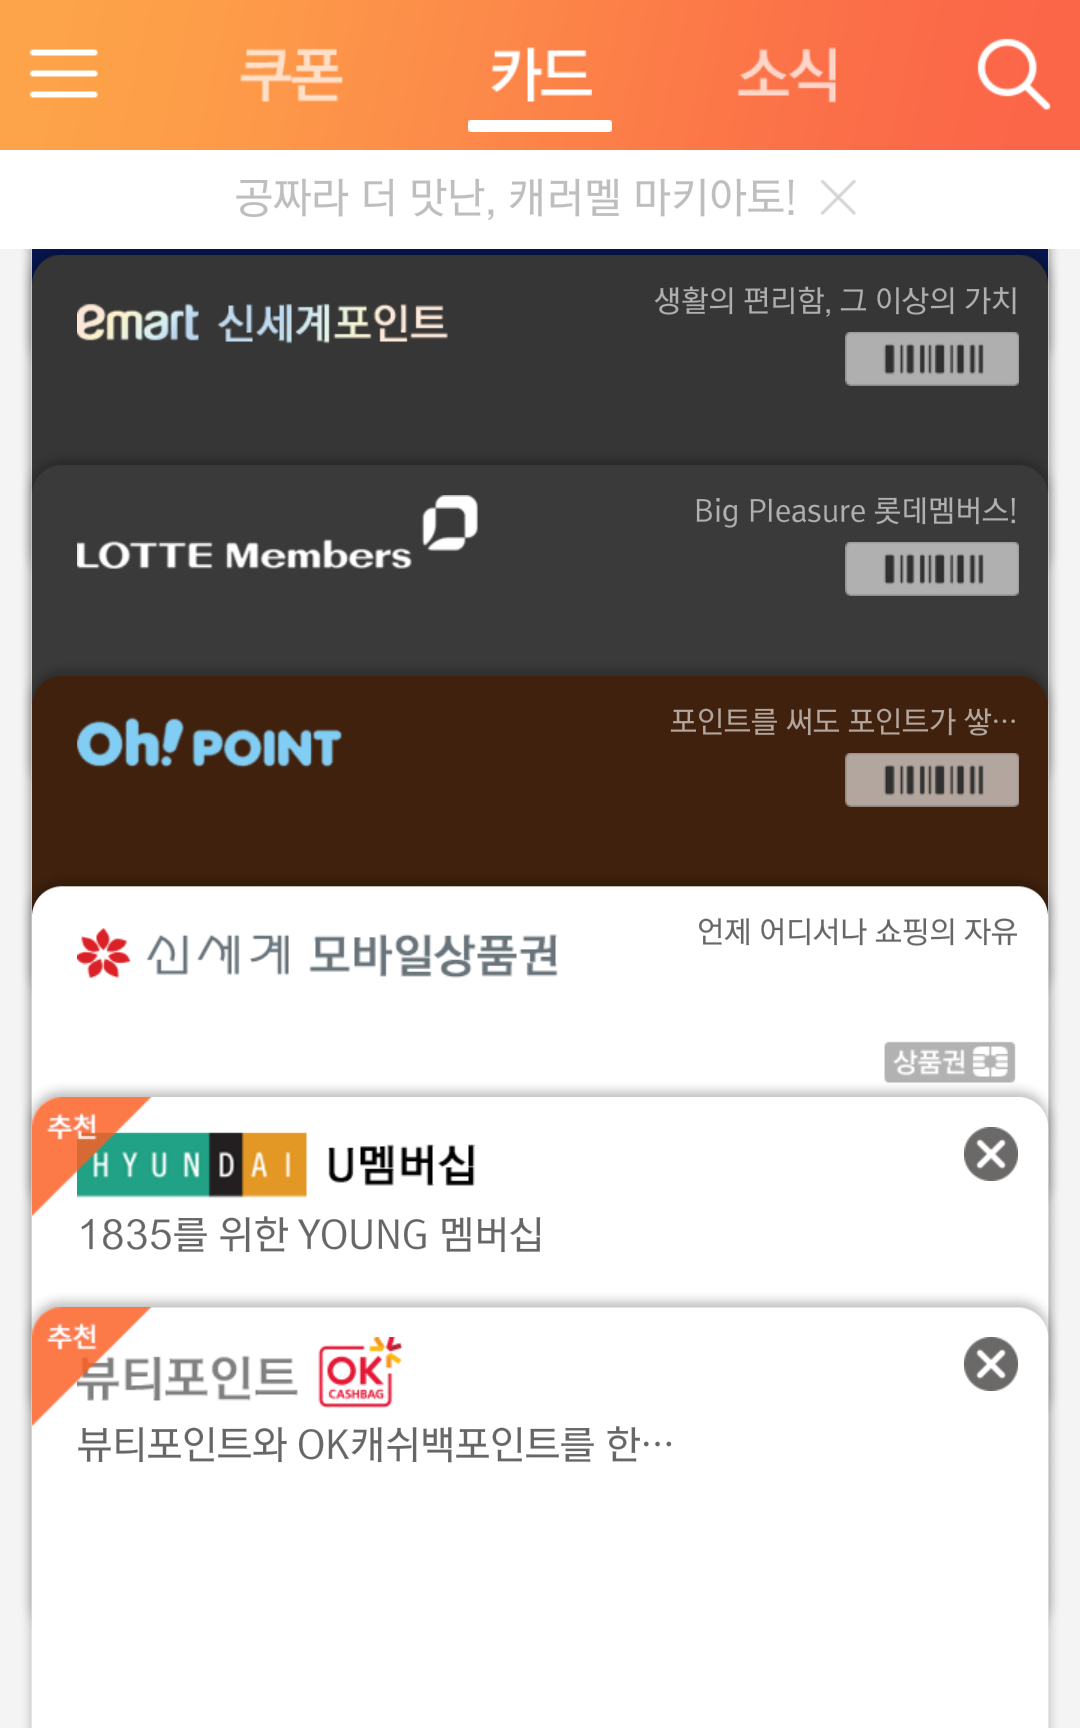 쿠폰 카드 소식
공짜라 더 맛난, 캐러멜 마키아토!
emart 신세계포인트
생활의 편리함, 그 이상의 가치
LOTTE Members
Big Pleasure 롯데멤버스!
Oh! POINT
포인트를 써도 포인트가 쌓…
신세계 모바일상품권
언제 어디서나 쇼핑의 자유
상품권
추천
HYUNDAI U멤버십
1835를 위한 YOUNG 멤버십
추천
뷰티포인트 OK CASHBAG
뷰티포인트와 OK캐쉬백포인트를 한…